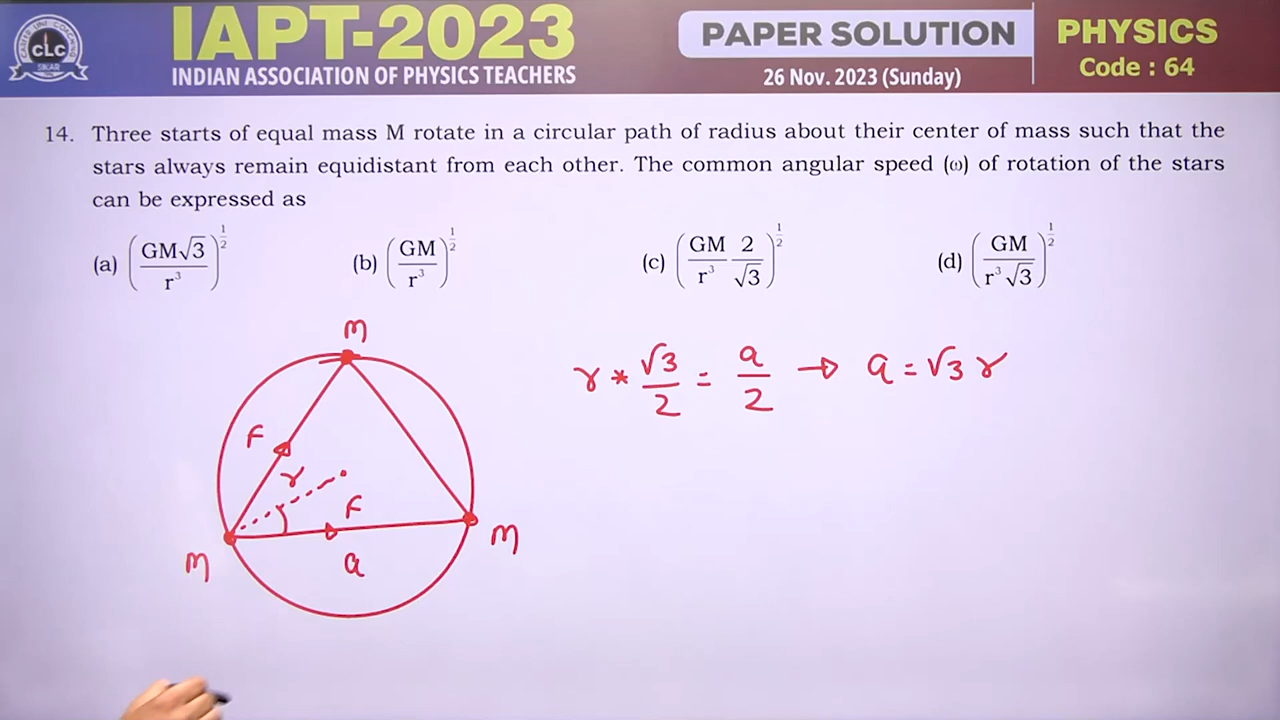 CLC
SIKAR
IAPT-2023
INDIAN ASSOCIATION OF PHYSICS TEACHERS
PAPER SOLUTION
26 Nov. 2023 (Sunday)
PHYSICS
Code : 64
14. Three starts of equal mass M rotate in a circular path of radius about their center of mass such that the
stars always remain equidistant from each other. The common angular speed (ω) of rotation of the stars
can be expressed as
(a) (GM√3/r³)^1/2 (b) (GM/r³)^1/2 (c) (GM/r³ 2/√3)^1/2 (d) (GM/r³√3)^1/2
M
r * √3/2 = a/2 → a = √3 r
F
r
F
M
a
M